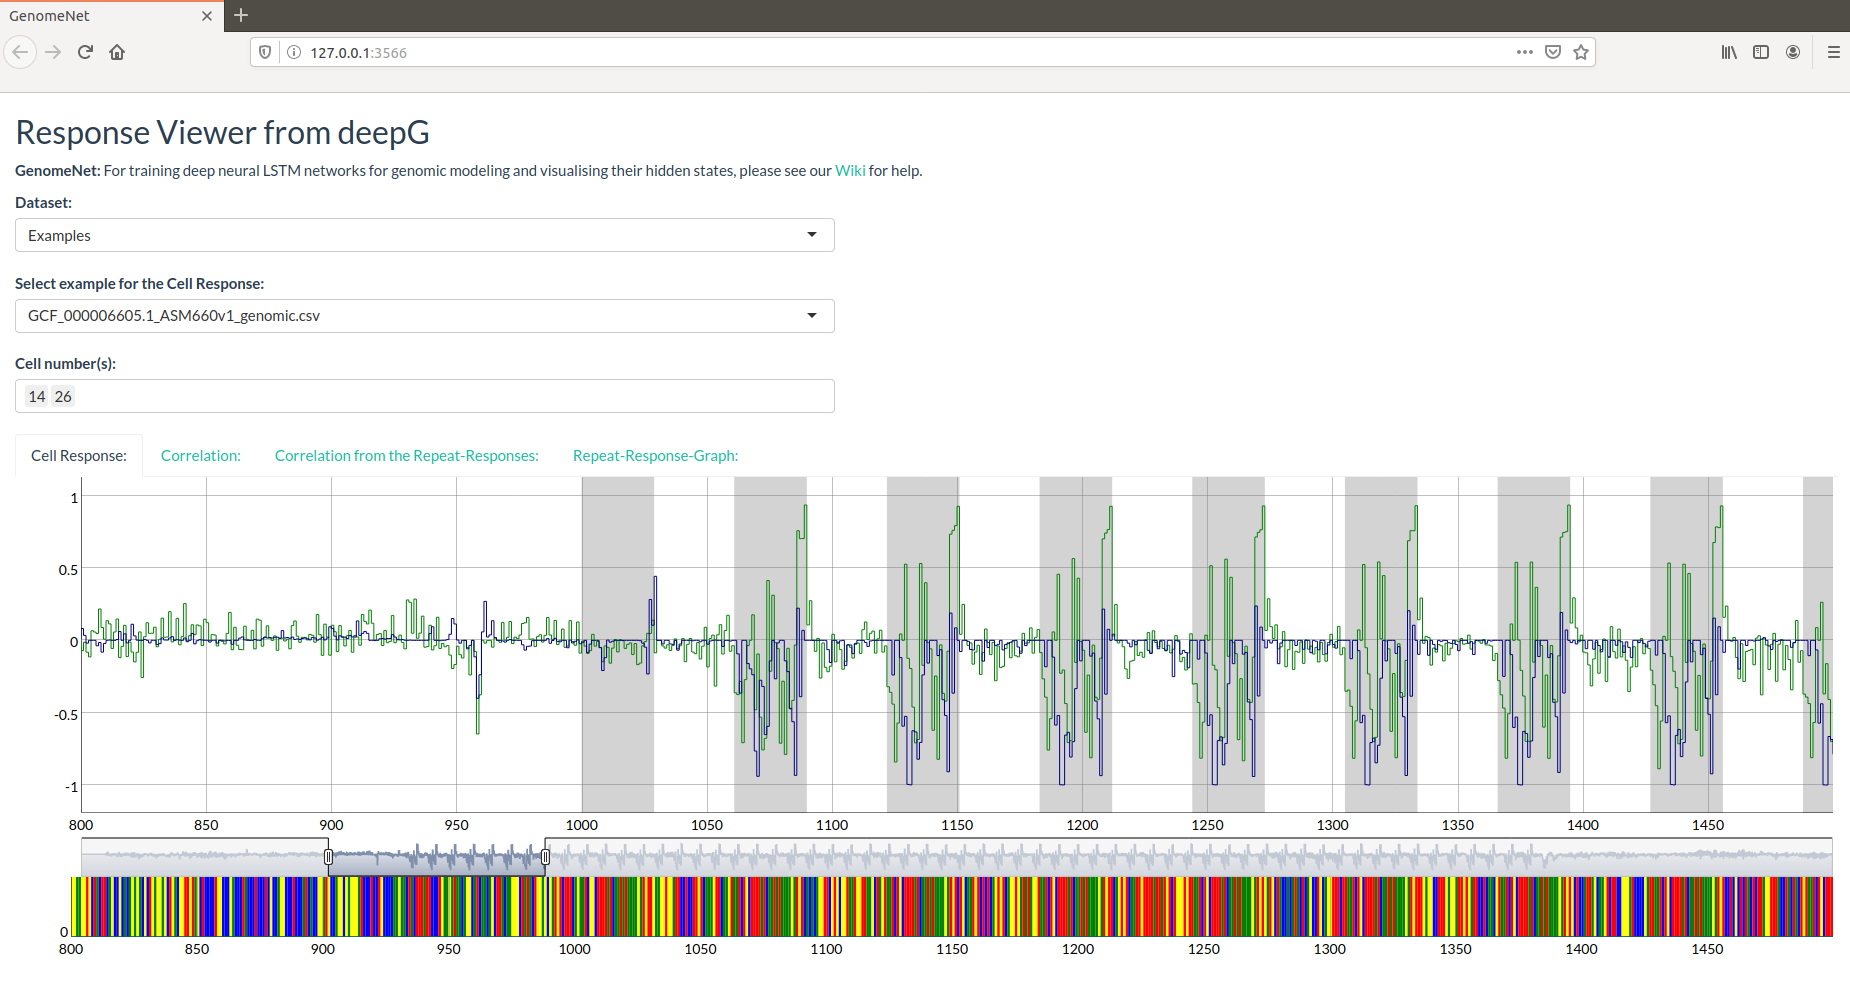 GenomeNet
127.0.0.1:3566
Response Viewer from deepG
GenomeNet: For training deep neural LSTM networks for genomic modeling and visualising their hidden states, please see our Wiki for help.
Dataset:
Examples
Select example for the Cell Response:
GCF_000006605.1_ASM660v1_genomic.csv
Cell number(s):
14 26
Cell Response: Correlation: Correlation from the Repeat-Responses: Repeat-Response-Graph:
1
0.5
0
-0.5
-1
800 850 900 950 1000 1050 1100 1150 1200 1250 1300 1350 1400 1450
0
800 850 900 950 1000 1050 1100 1150 1200 1250 1300 1350 1400 1450